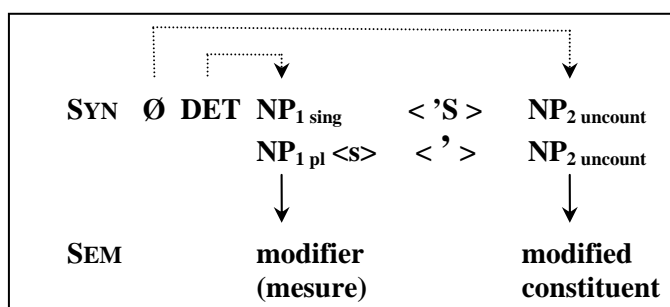 SYN Ø DET NP1 sing < ’S > NP2 uncount
NP1 pl <s> < ’ > NP2 uncount
SEM modifier modified
(mesure) constituent